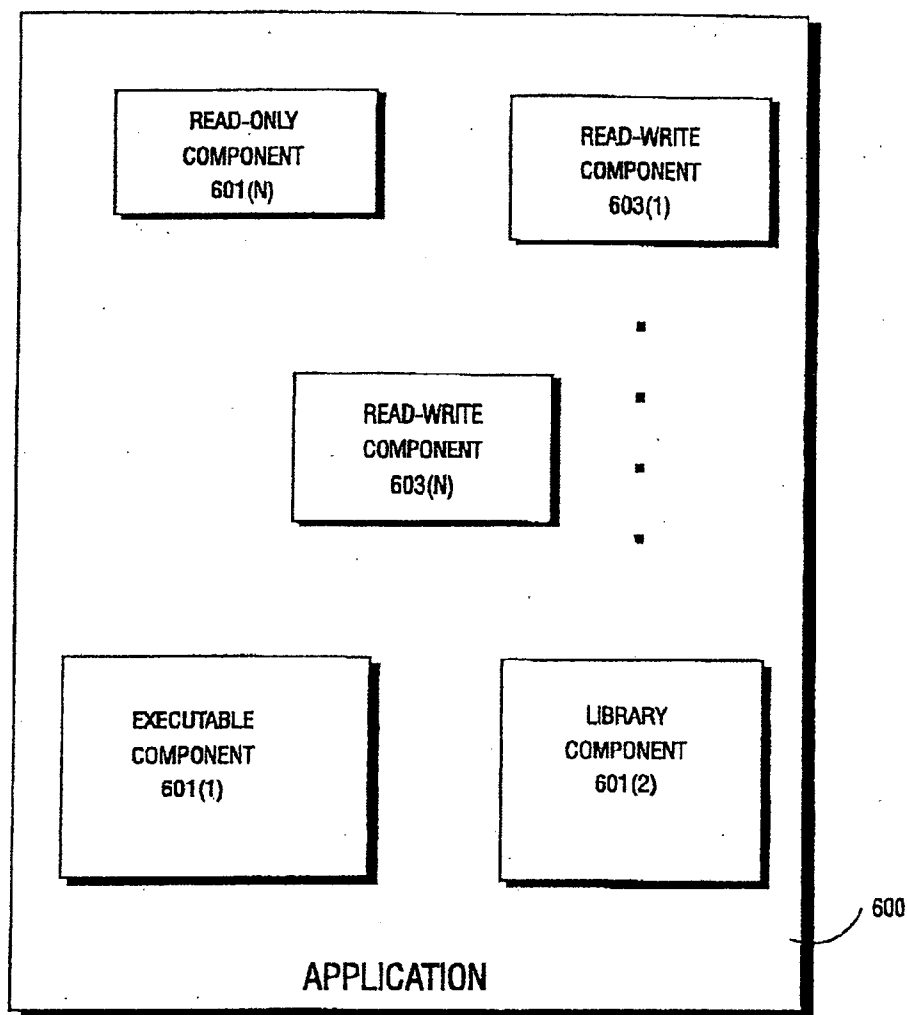 READ-ONLY
COMPONENT
601(N)
READ-WRITE
COMPONENT
603(1)
READ-WRITE
COMPONENT
603(N)
EXECUTABLE
COMPONENT
601(1)
LIBRARY
COMPONENT
601(2)
600
APPLICATION